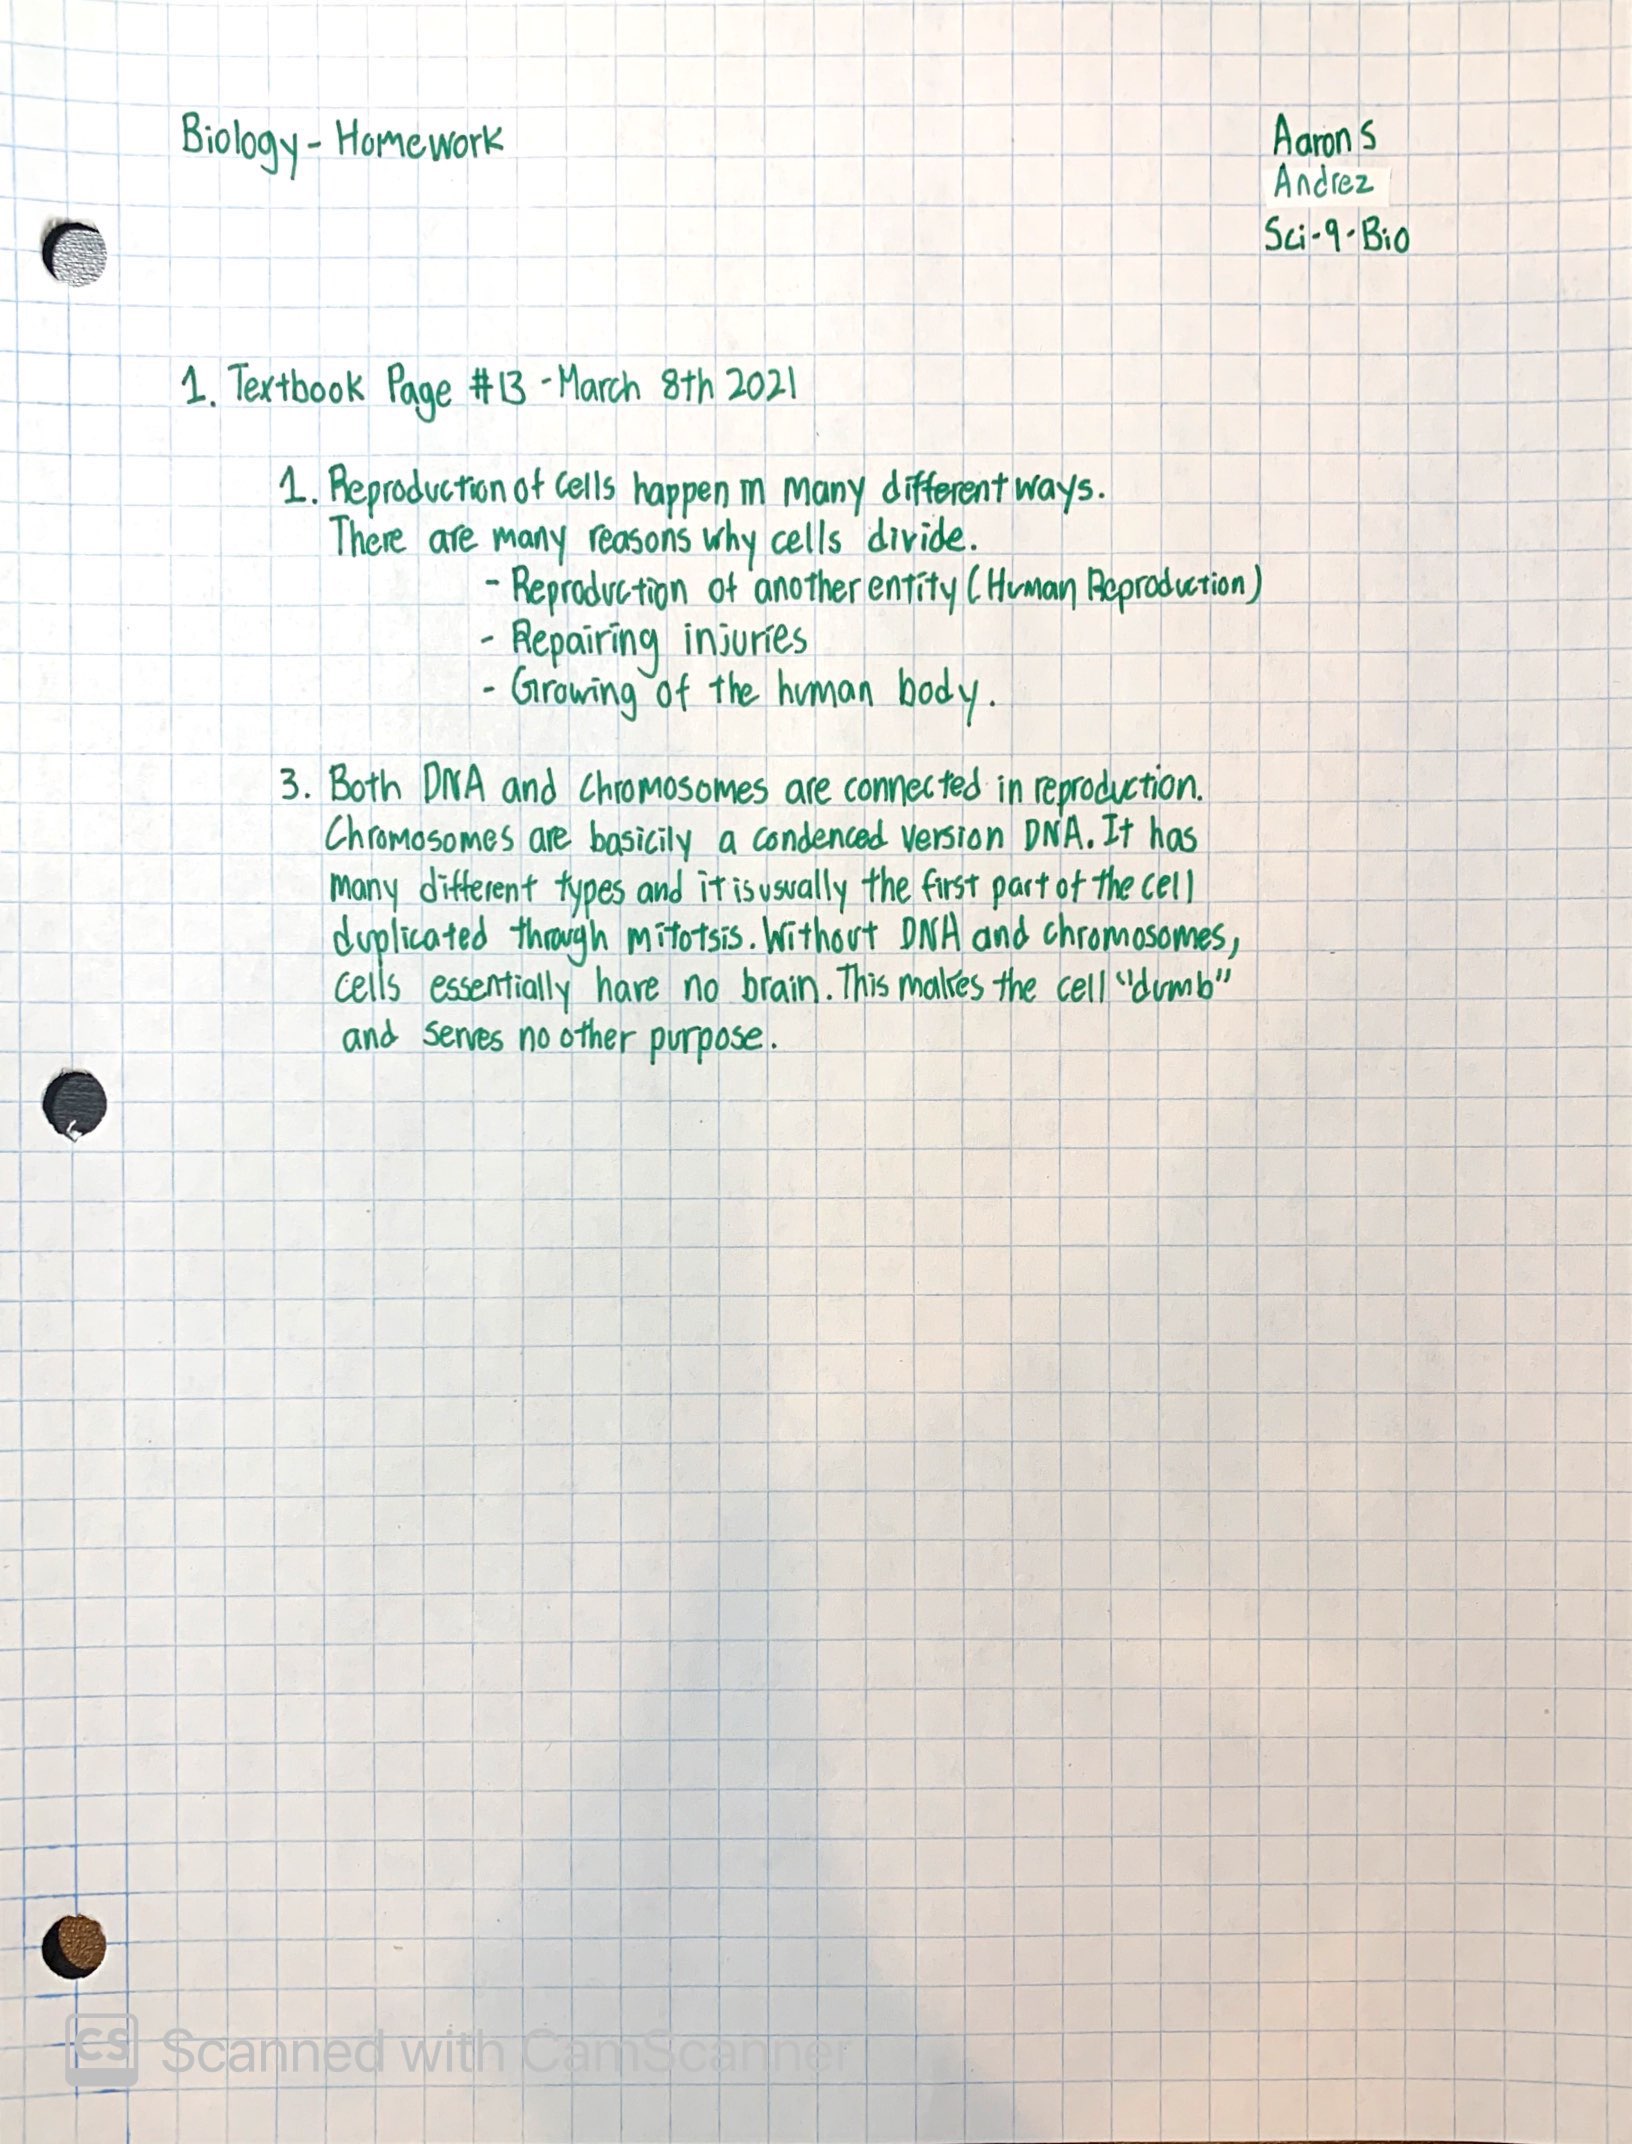 Biology - Homework
Aaron S
Andrez
Sci-9-Bio
1. Textbook Page #13 - March 8th 2021
1. Reproduction of cells happen in many different ways.
There are many reasons why cells divide.
- Reproduction of another entity (Human Reproduction)
- Repairing injuries
- Growing of the human body.
3. Both DNA and Chromosomes are connected in reproduction.
Chromosomes are basicily a condenced version DNA. It has
many different types and it is usually the first part of the cell
duplicated through mitotsis. Without DNA and chromosomes,
cells essentially have no brain. This makes the cell "dumb"
and serves no other purpose.
CS Scanned with CamScanner